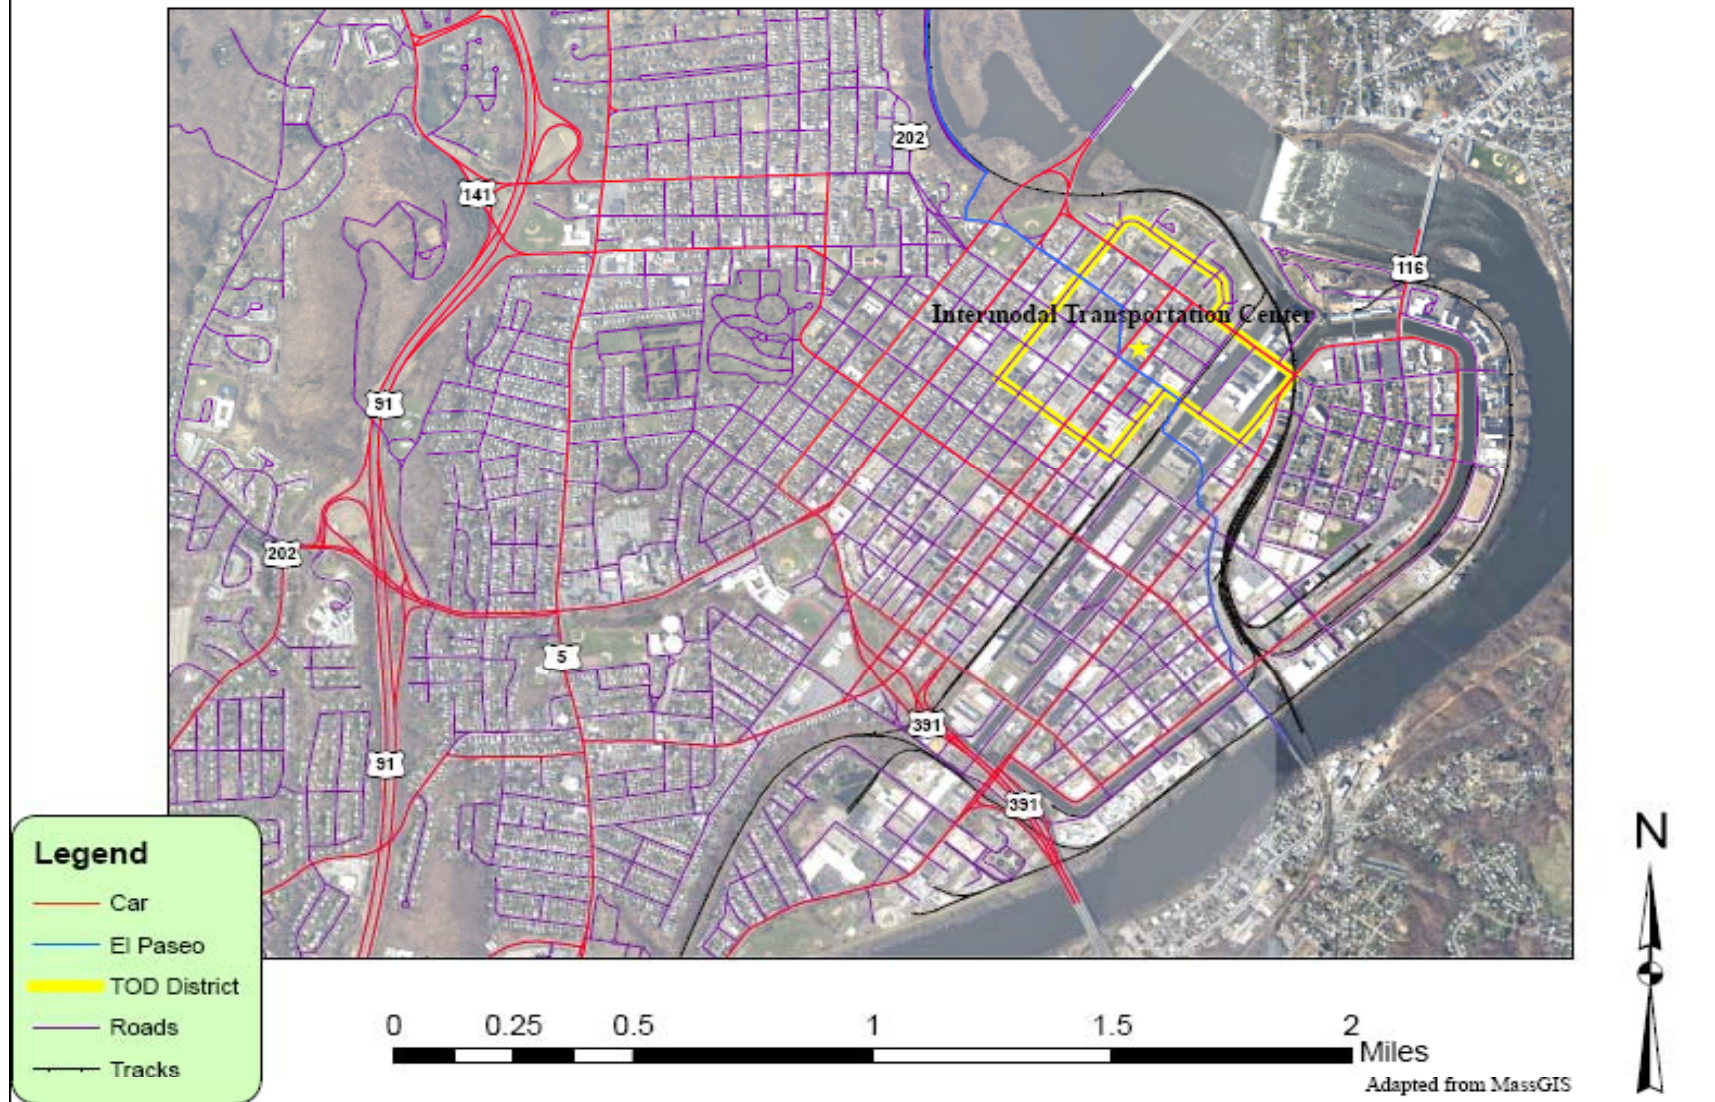 202
141
116
Intermodal Transportation Center
91
202
5
391
91
391
Legend
Car
El Paseo
TOD District
Roads
Tracks
N
0 0.25 0.5 1 1.5 2
Miles
Adapted from MassGIS